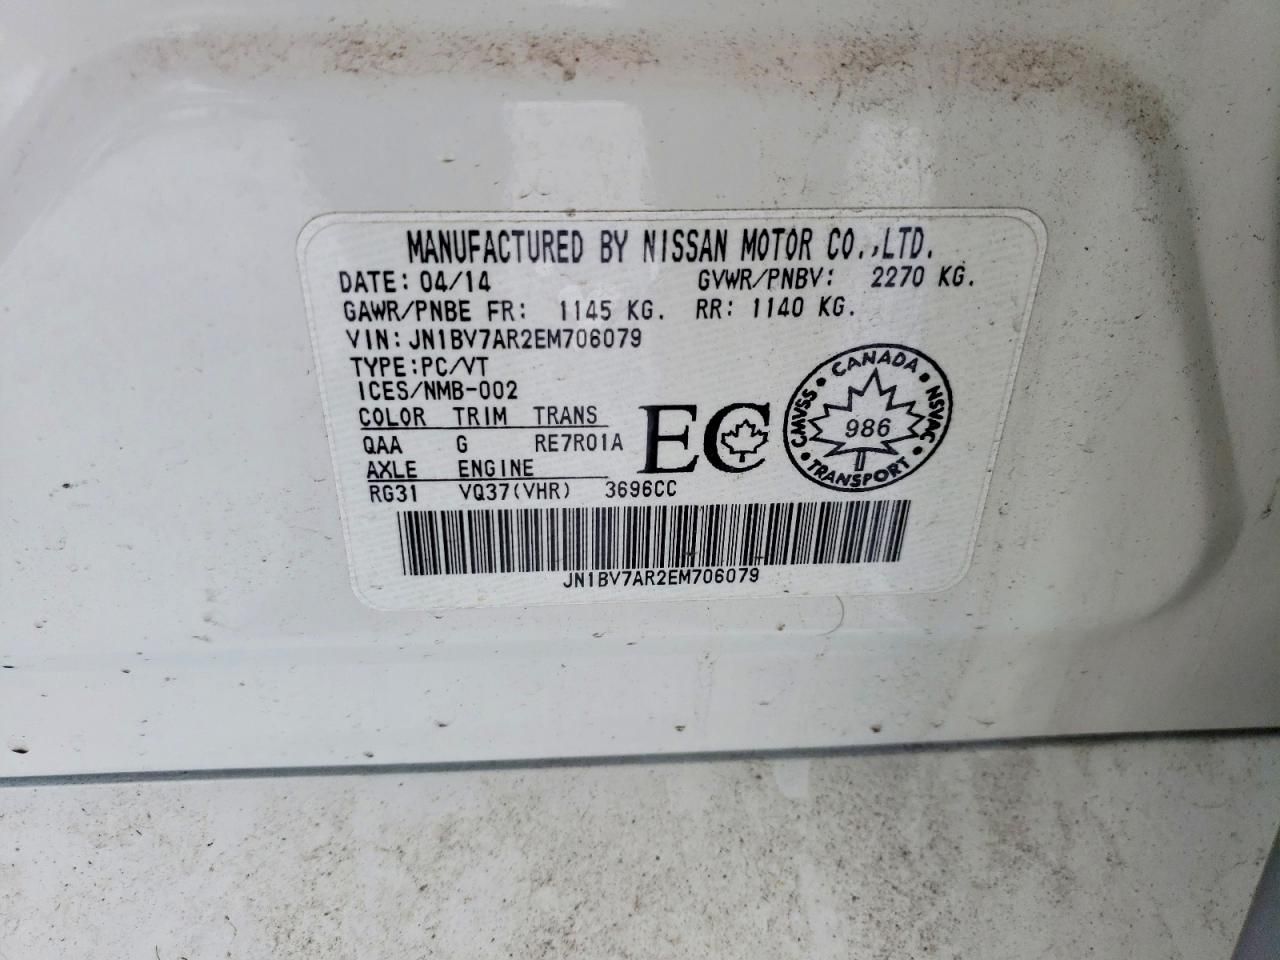 MANUFACTURED BY NISSAN MOTOR CO.,LTD.
DATE: 04/14 GVWR/PNBV: 2270 KG.
GAWR/PNBE FR: 1145 KG. RR: 1140 KG.
VIN: JN1BV7AR2EM706079
TYPE:PC/VT
ICES/NMB-002
COLOR TRIM TRANS
QAA G RE7R01A
AXLE ENGINE
RG31 VQ37(VHR) 3696CC
EC
CANADA
CMVSS • NSVAC
986
TRANSPORT
JN1BV7AR2EM706079